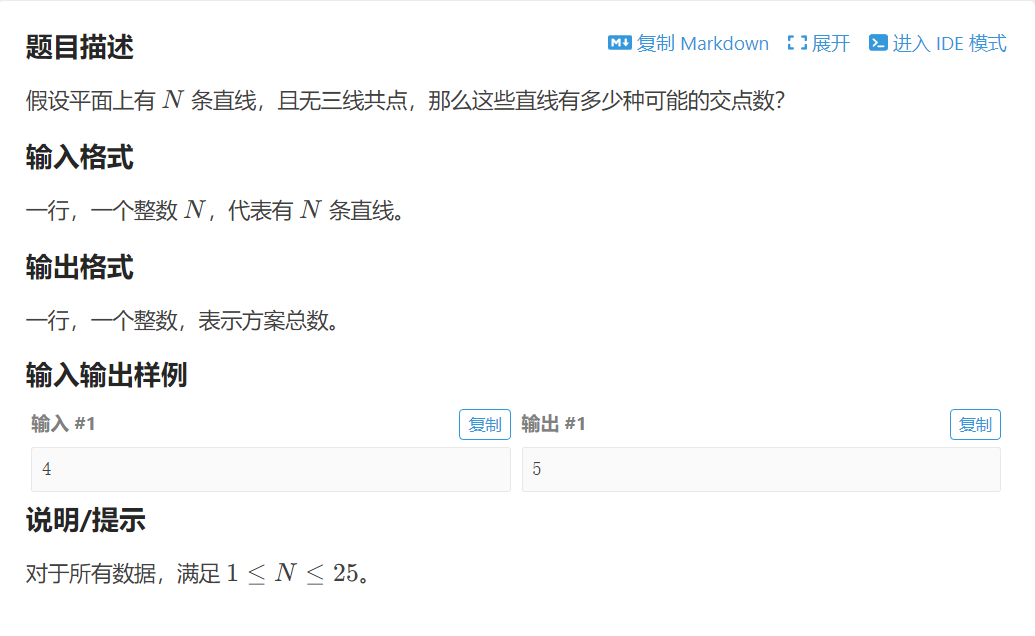 题目描述
复制 Markdown 展开 进入 IDE 模式
假设平面上有 N 条直线，且无三线共点，那么这些直线有多少种可能的交点数？
输入格式
一行，一个整数 N，代表有 N 条直线。
输出格式
一行，一个整数，表示方案总数。
输入输出样例
输入 #1 复制
4
输出 #1 复制
5
说明/提示
对于所有数据，满足 1 ≤ N ≤ 25。